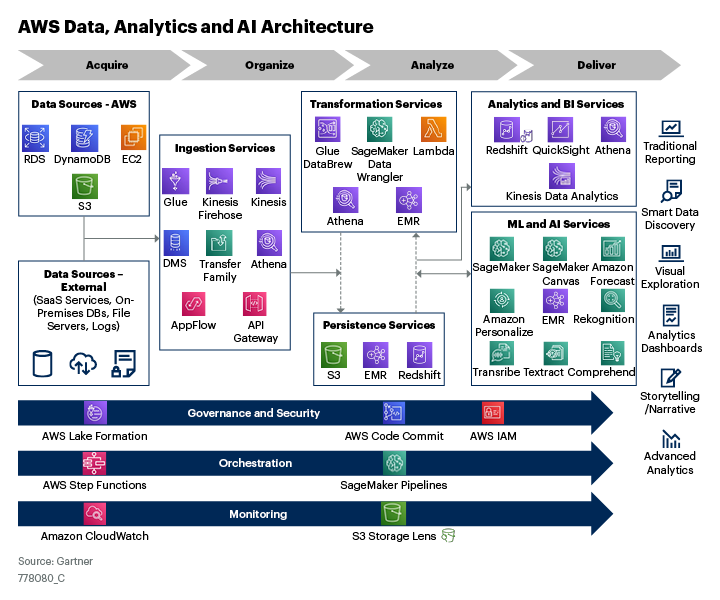 AWS Data, Analytics and AI Architecture
Acquire
Organize
Analyze
Deliver
Data Sources - AWS
RDS
DynamoDB
EC2
S3
Data Sources –
External
(SaaS Services, On-
Premises DBs, File
Servers, Logs)
Ingestion Services
Glue
Kinesis
Firehose
Kinesis
DMS
Transfer
Family
Athena
AppFlow
API
Gateway
Transformation Services
Glue
DataBrew
SageMaker
Data
Wrangler
Lambda
Athena
EMR
Persistence Services
S3
EMR
Redshift
Analytics and BI Services
Redshift
QuickSight
Athena
Kinesis Data Analytics
ML and AI Services
SageMaker
SageMaker
Canvas
Amazon
Forecast
Amazon
Personalize
EMR
Rekognition
Transribe
Textract
Comprehend
Traditional
Reporting
Smart Data
Discovery
Visual
Exploration
Analytics
Dashboards
Storytelling
/Narrative
Advanced
Analytics
Governance and Security
AWS Lake Formation
AWS Code Commit
AWS IAM
Orchestration
AWS Step Functions
SageMaker Pipelines
Monitoring
Amazon CloudWatch
S3 Storage Lens
Source: Gartner
778080_C